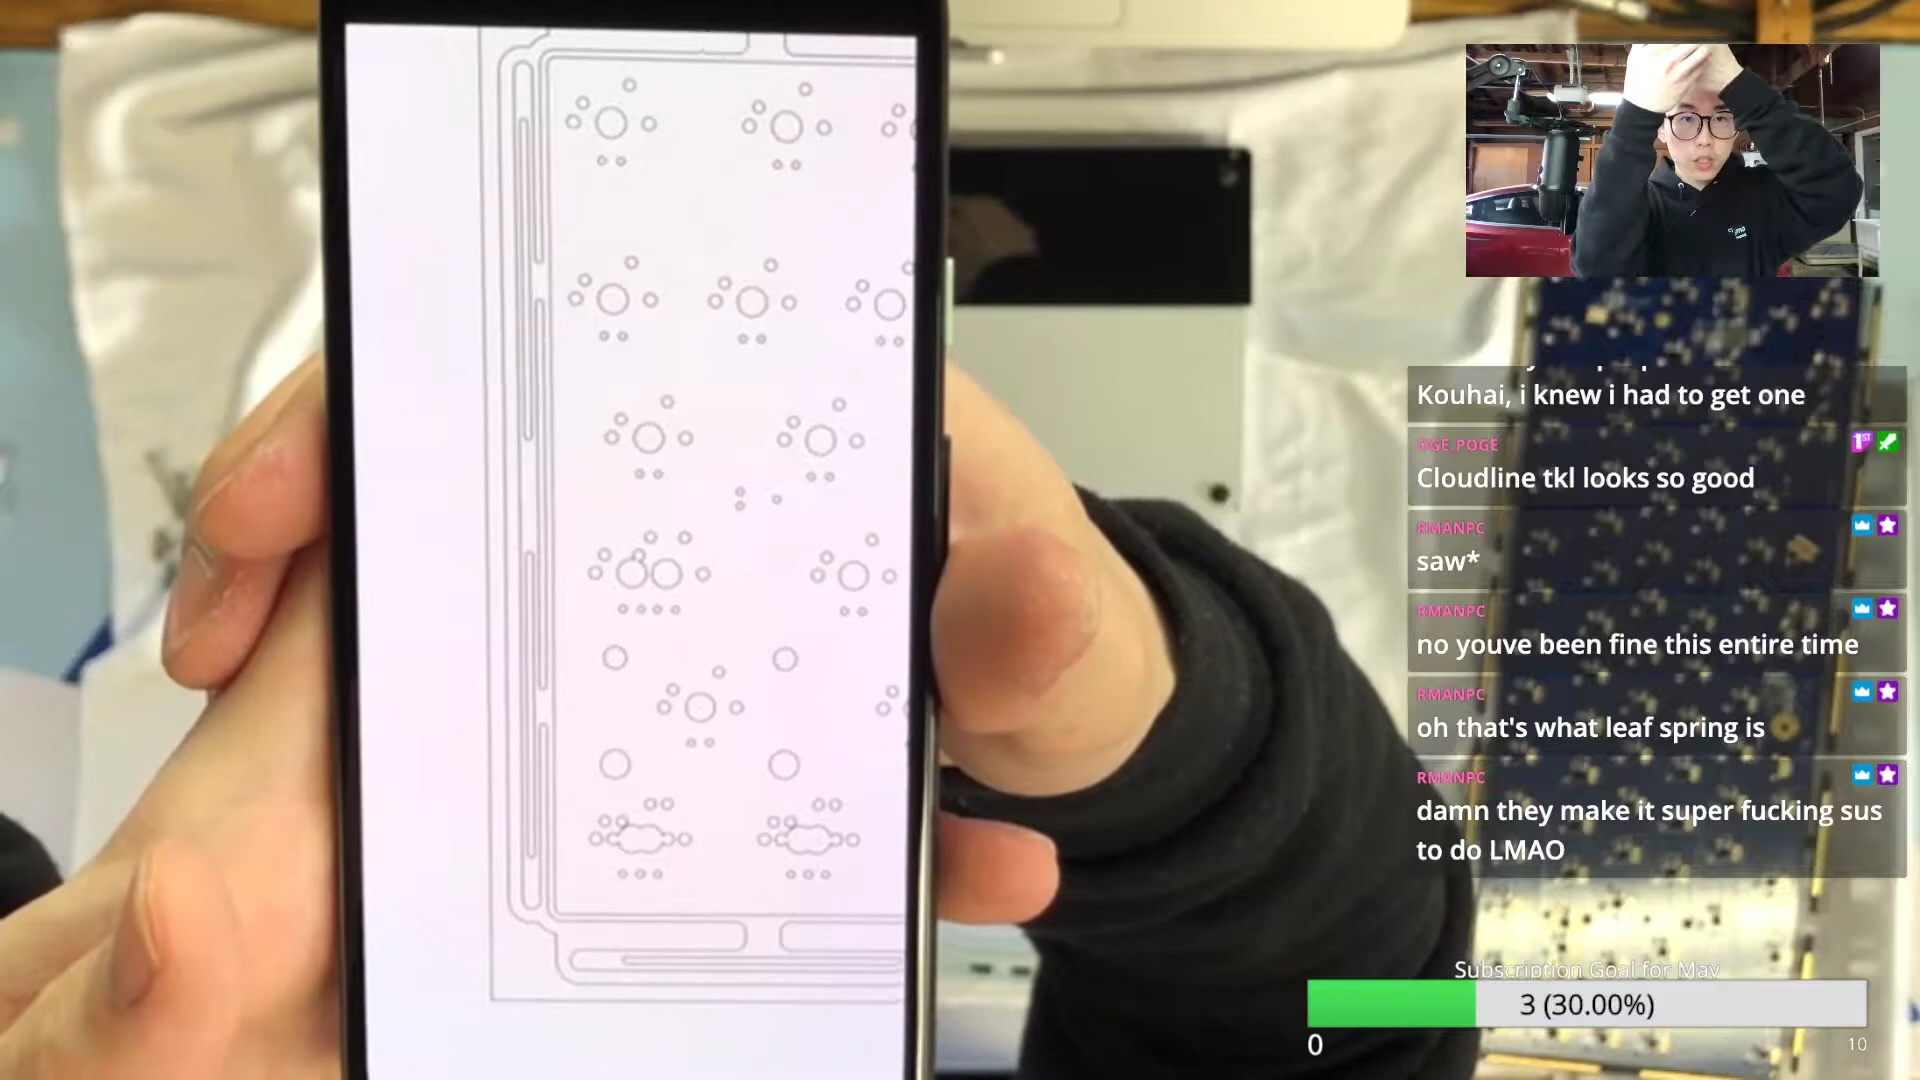 Kouhai, i knew i had to get one
OGE_POGE
Cloudline tkl looks so good
RMANPC
saw*
RMANPC
no youve been fine this entire time
RMANPC
oh that's what leaf spring is
RMANPC
damn they make it super fucking sus
to do LMAO
Subscription Goal for May
3 (30.00%)
0
10